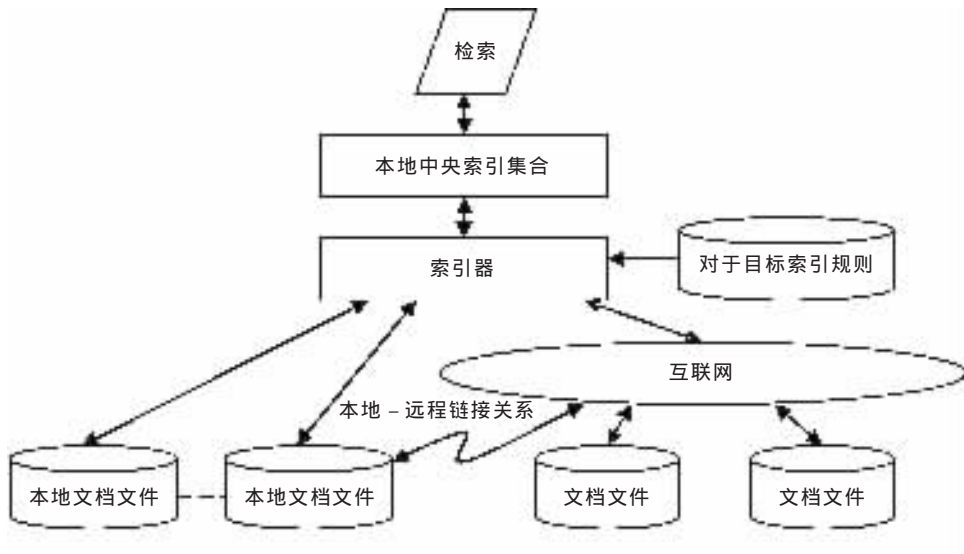 检索
本地中央索引集合
索引器
对于目标索引规则
互联网
本地－远程链接关系
本地文档文件
本地文档文件
文档文件
文档文件